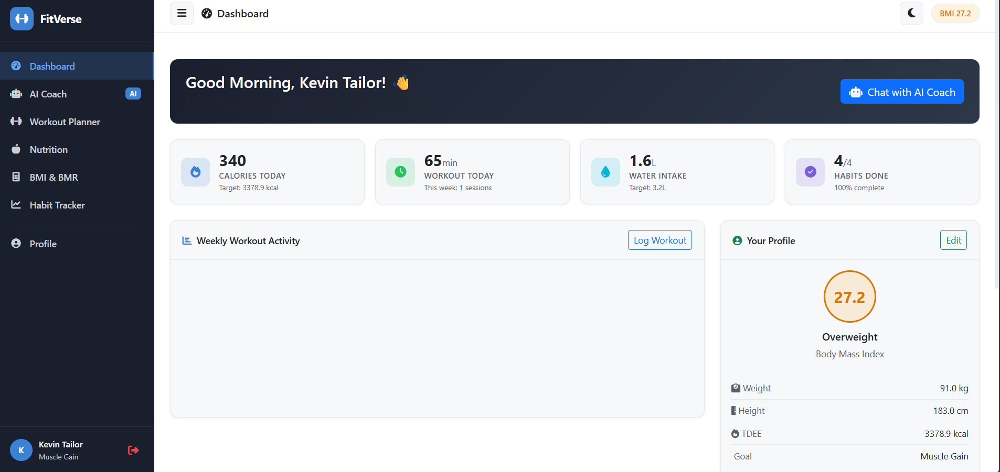 FitVerse
Dashboard
AI Coach
AI
Workout Planner
Nutrition
BMI & BMR
Habit Tracker
Profile
K
Kevin Tailor
Muscle Gain
Dashboard
BMI 27.2
Good Morning, Kevin Tailor! 👋
Chat with AI Coach
340
CALORIES TODAY
Target: 3378.9 kcal
65min
WORKOUT TODAY
This week: 1 sessions
1.6L
WATER INTAKE
Target: 3.2L
4/4
HABITS DONE
100% complete
Weekly Workout Activity
Log Workout
Your Profile
Edit
27.2
Overweight
Body Mass Index
Weight 91.0 kg
Height 183.0 cm
TDEE 3378.9 kcal
Goal Muscle Gain